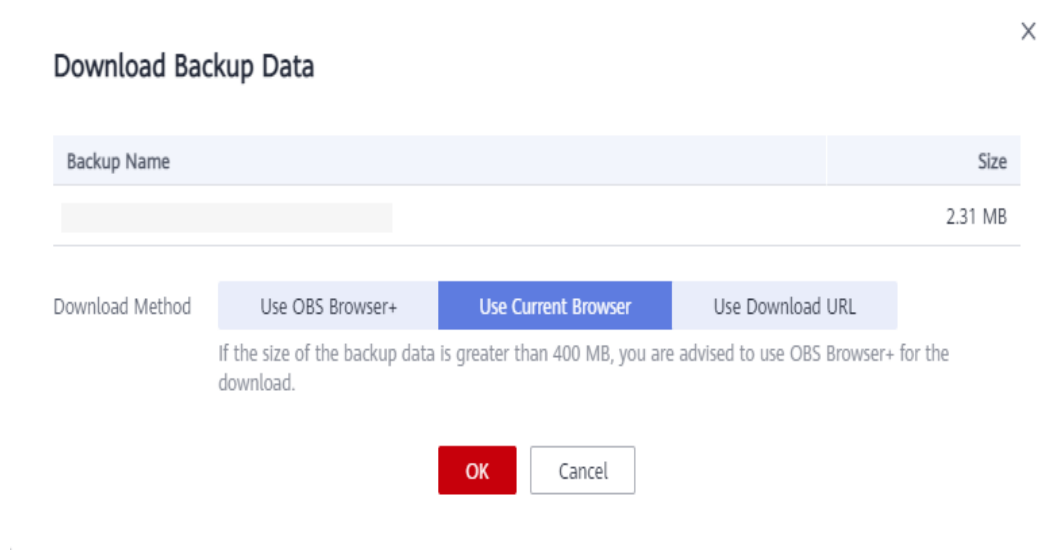 Download Backup Data
Backup Name Size
2.31 MB
Download Method Use OBS Browser+ Use Current Browser Use Download URL
If the size of the backup data is greater than 400 MB, you are advised to use OBS Browser+ for the
download.
OK Cancel